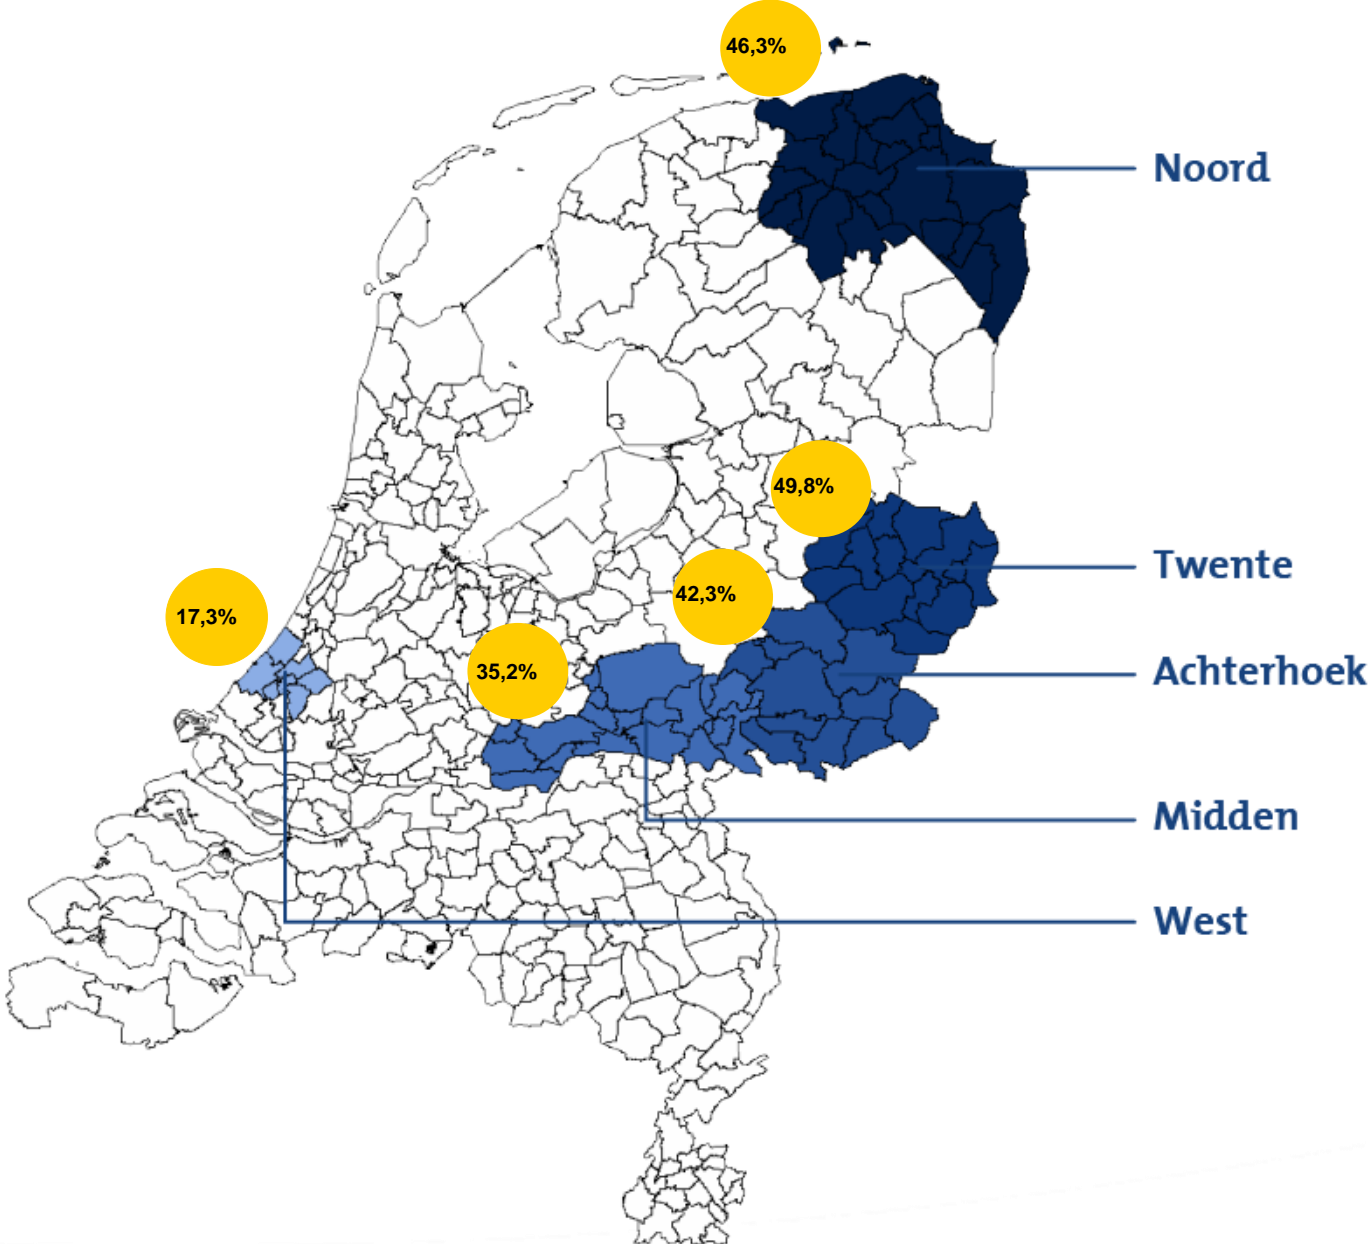 46,3%
Noord
49,8%
Twente
42,3%
17,3%
35,2%
Achterhoek
Midden
West